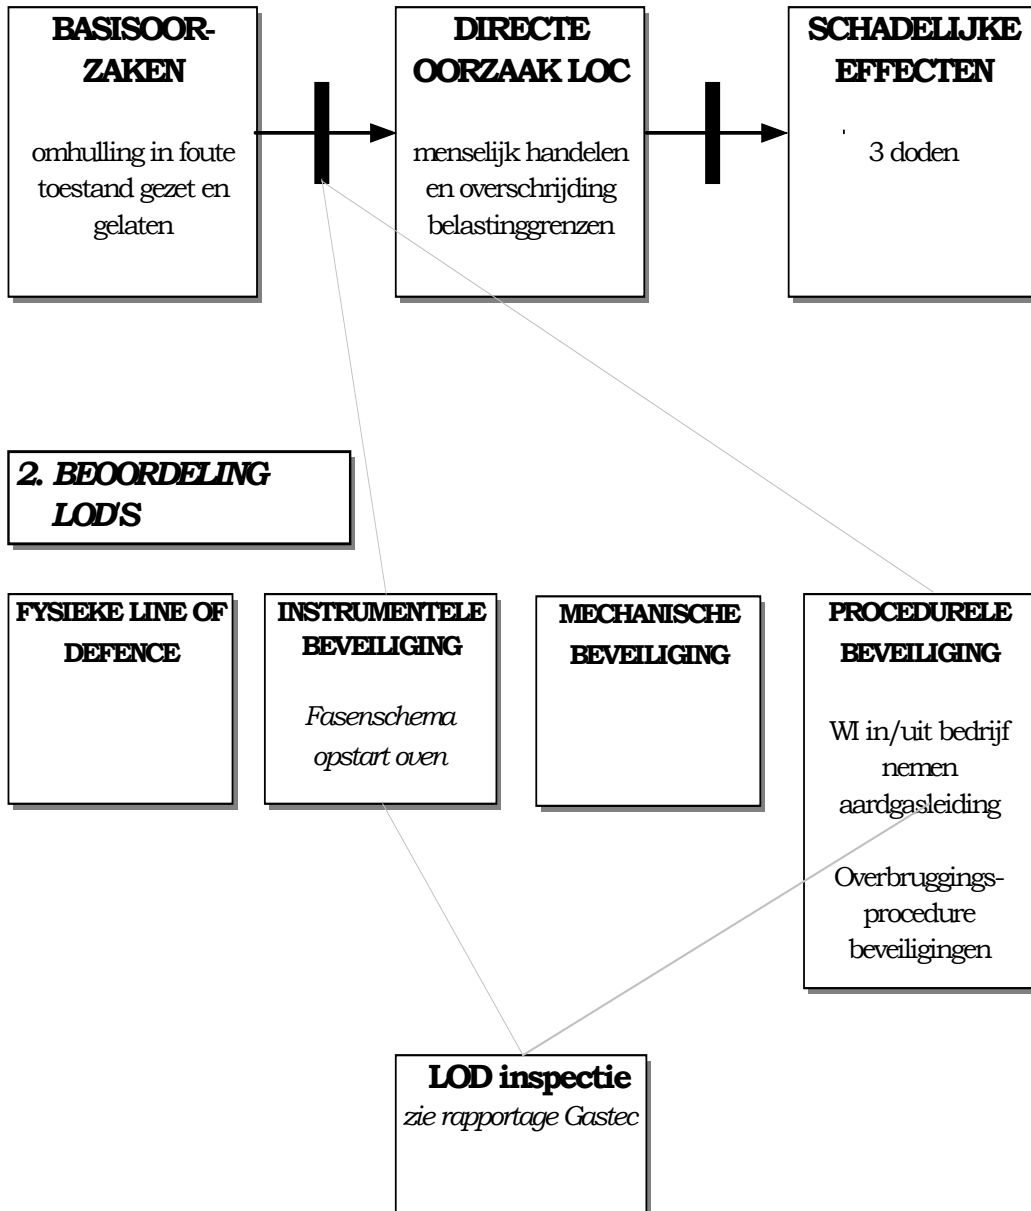 BASISOOR-
ZAKEN
omhulling in foute
toestand gezet en
gelaten
DIRECTE
OORZAAK LOC
menselijk handelen
en overschrijding
belastinggrenzen
SCHADELIJKE
EFFECTEN
3 doden
2. BEOORDELING
LOD'S
FYSIEKE LINE OF
DEFENCE
INSTRUMENTELE
BEVEILIGING
Fasenschema
opstart oven
MECHANISCHE
BEVEILIGING
PROCEDURELE
BEVEILIGING
WI in/uit bedrijf
nemen
aardgasleiding
Overbruggings-
procedure
beveiligingen
LOD inspectie
zie rapportage Gastec